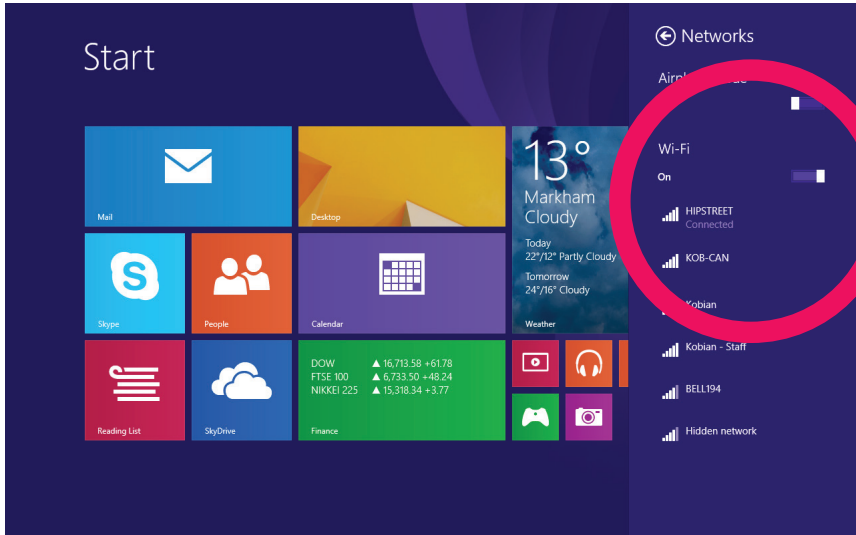 Start
Mail
Desktop
13°
Markham
Cloudy
Today
22°/12° Partly Cloudy
Tomorrow
24°/16° Cloudy
Weather
S
Skype
People
Calendar
Reading List
SkyDrive
DOW ▲ 16,713.58 +61.78
FTSE 100 ▲ 6,733.50 +48.24
NIKKEI 225 ▲ 15,318.34 +3.77
Finance
Networks
Wi-Fi
On
HIPSTREET
Connected
KOB-CAN
Kobian
Kobian - Staff
BELL194
Hidden network